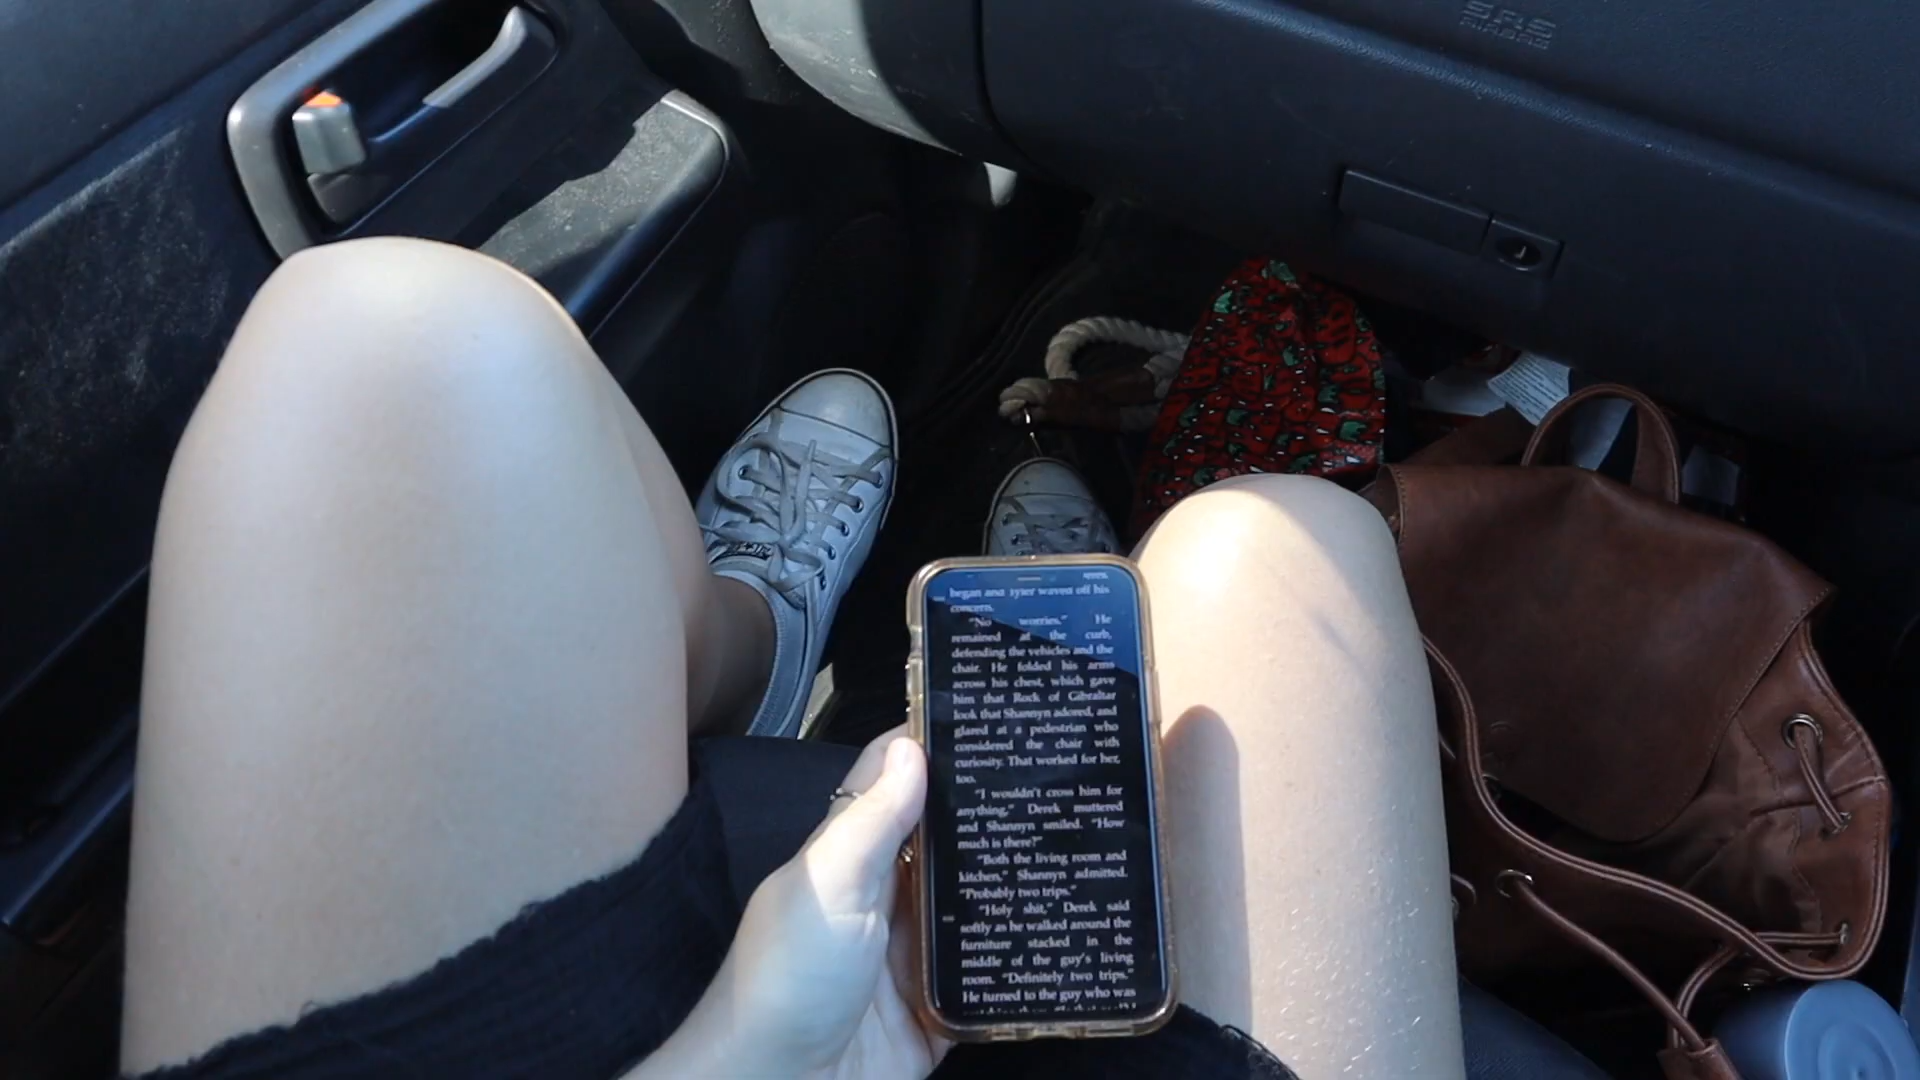 SRS
AIRBAG
began and Tyler waved off his
concern.
"No worries." He
remained at the curb,
defending the vehicles and the
chair. He folded his arms
across his chest, which gave
him that Rock of Gibraltar
look that Shannyn adored, and
glared at a pedestrian who
considered the chair with
curiosity. That worked for her,
too.
"I wouldn't cross him for
anything," Derek muttered
and Shannyn smiled. "How
much is there?"
"Both the living room and
kitchen," Shannyn admitted.
"Probably two trips."
"Holy shit," Derek said
softly as he walked around the
furniture stacked in the
middle of the guy's living
room. "Definitely two trips."
He turned to the guy who was